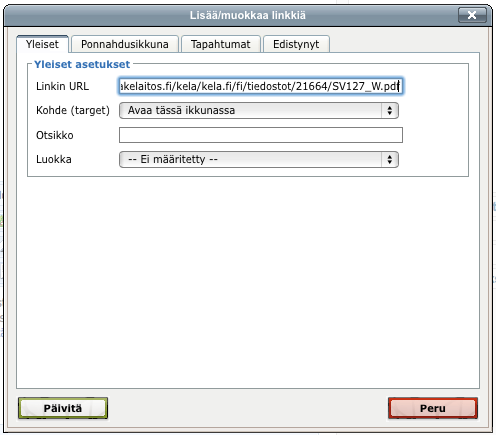 Lisää/muokkaa linkkiä
Yleiset Ponnahdusikkuna Tapahtumat Edistynyt
Yleiset asetukset
Linkin URL akelaitos.fi/kela/kela.fi/fi/tiedostot/21664/SV127_W.pdf
Kohde (target) Avaa tässä ikkunassa
Otsikko
Luokka -- Ei määritetty --
Päivitä Peru